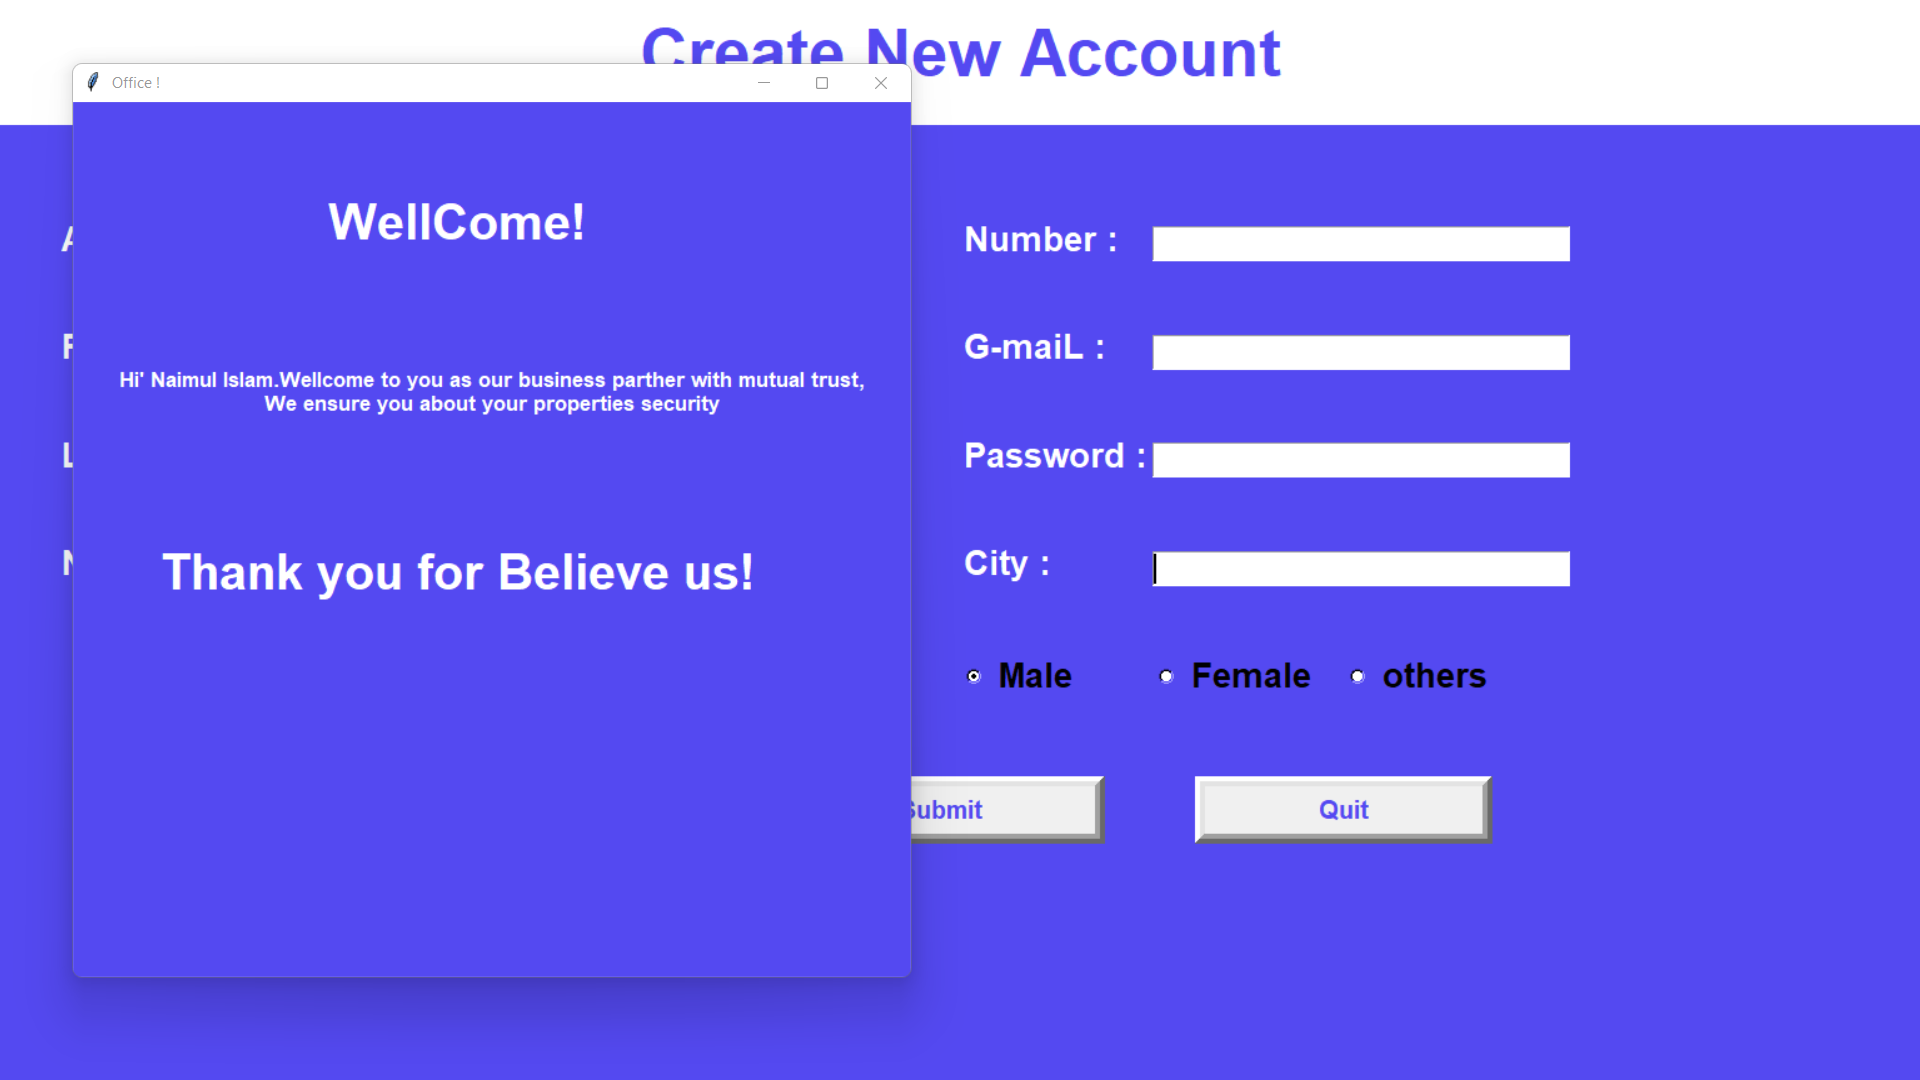 Create New Account
Office !
WellCome!
Hi' Naimul Islam.Wellcome to you as our business parther with mutual trust,
We ensure you about your properties security
Thank you for Believe us!
Number :
G-maiL :
Password :
City :
Male Female others
Submit Quit